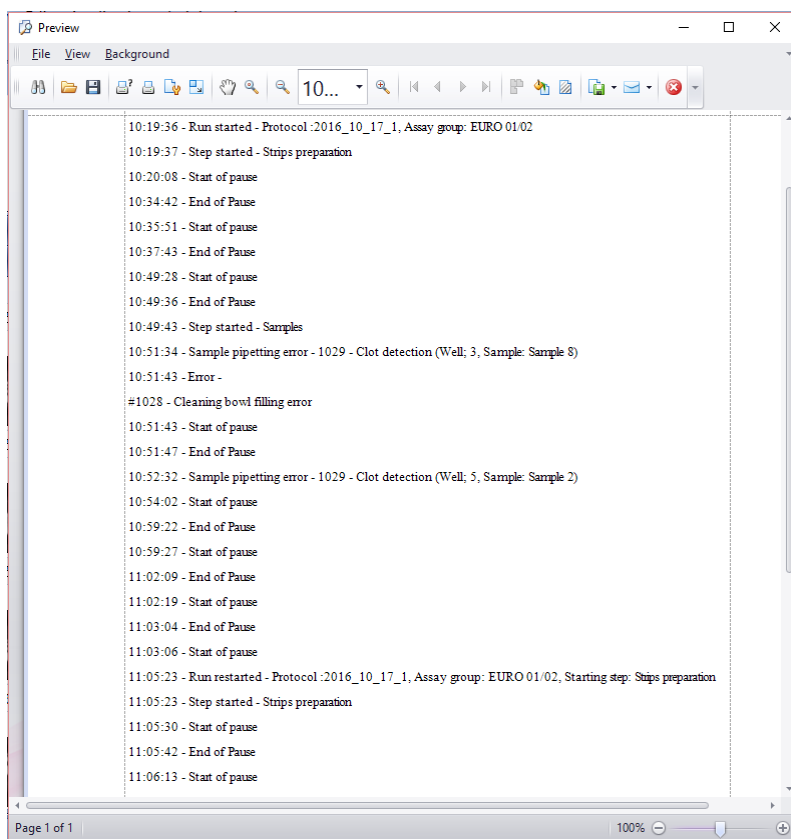 Preview
File View Background
10...
10:19:36 - Run started - Protocol :2016_10_17_1, Assay group: EURO 01/02
10:19:37 - Step started - Strips preparation
10:20:08 - Start of pause
10:34:42 - End of Pause
10:35:51 - Start of pause
10:37:43 - End of Pause
10:49:28 - Start of pause
10:49:36 - End of Pause
10:49:43 - Step started - Samples
10:51:34 - Sample pipetting error - 1029 - Clot detection (Well; 3, Sample: Sample 8)
10:51:43 - Error -
#1028 - Cleaning bowl filling error
10:51:43 - Start of pause
10:51:47 - End of Pause
10:52:32 - Sample pipetting error - 1029 - Clot detection (Well; 5, Sample: Sample 2)
10:54:02 - Start of pause
10:59:22 - End of Pause
10:59:27 - Start of pause
11:02:09 - End of Pause
11:02:19 - Start of pause
11:03:04 - End of Pause
11:03:06 - Start of pause
11:05:23 - Run restarted - Protocol :2016_10_17_1, Assay group: EURO 01/02, Starting step: Strips preparation
11:05:23 - Step started - Strips preparation
11:05:30 - Start of pause
11:05:42 - End of Pause
11:06:13 - Start of pause
Page 1 of 1
100%